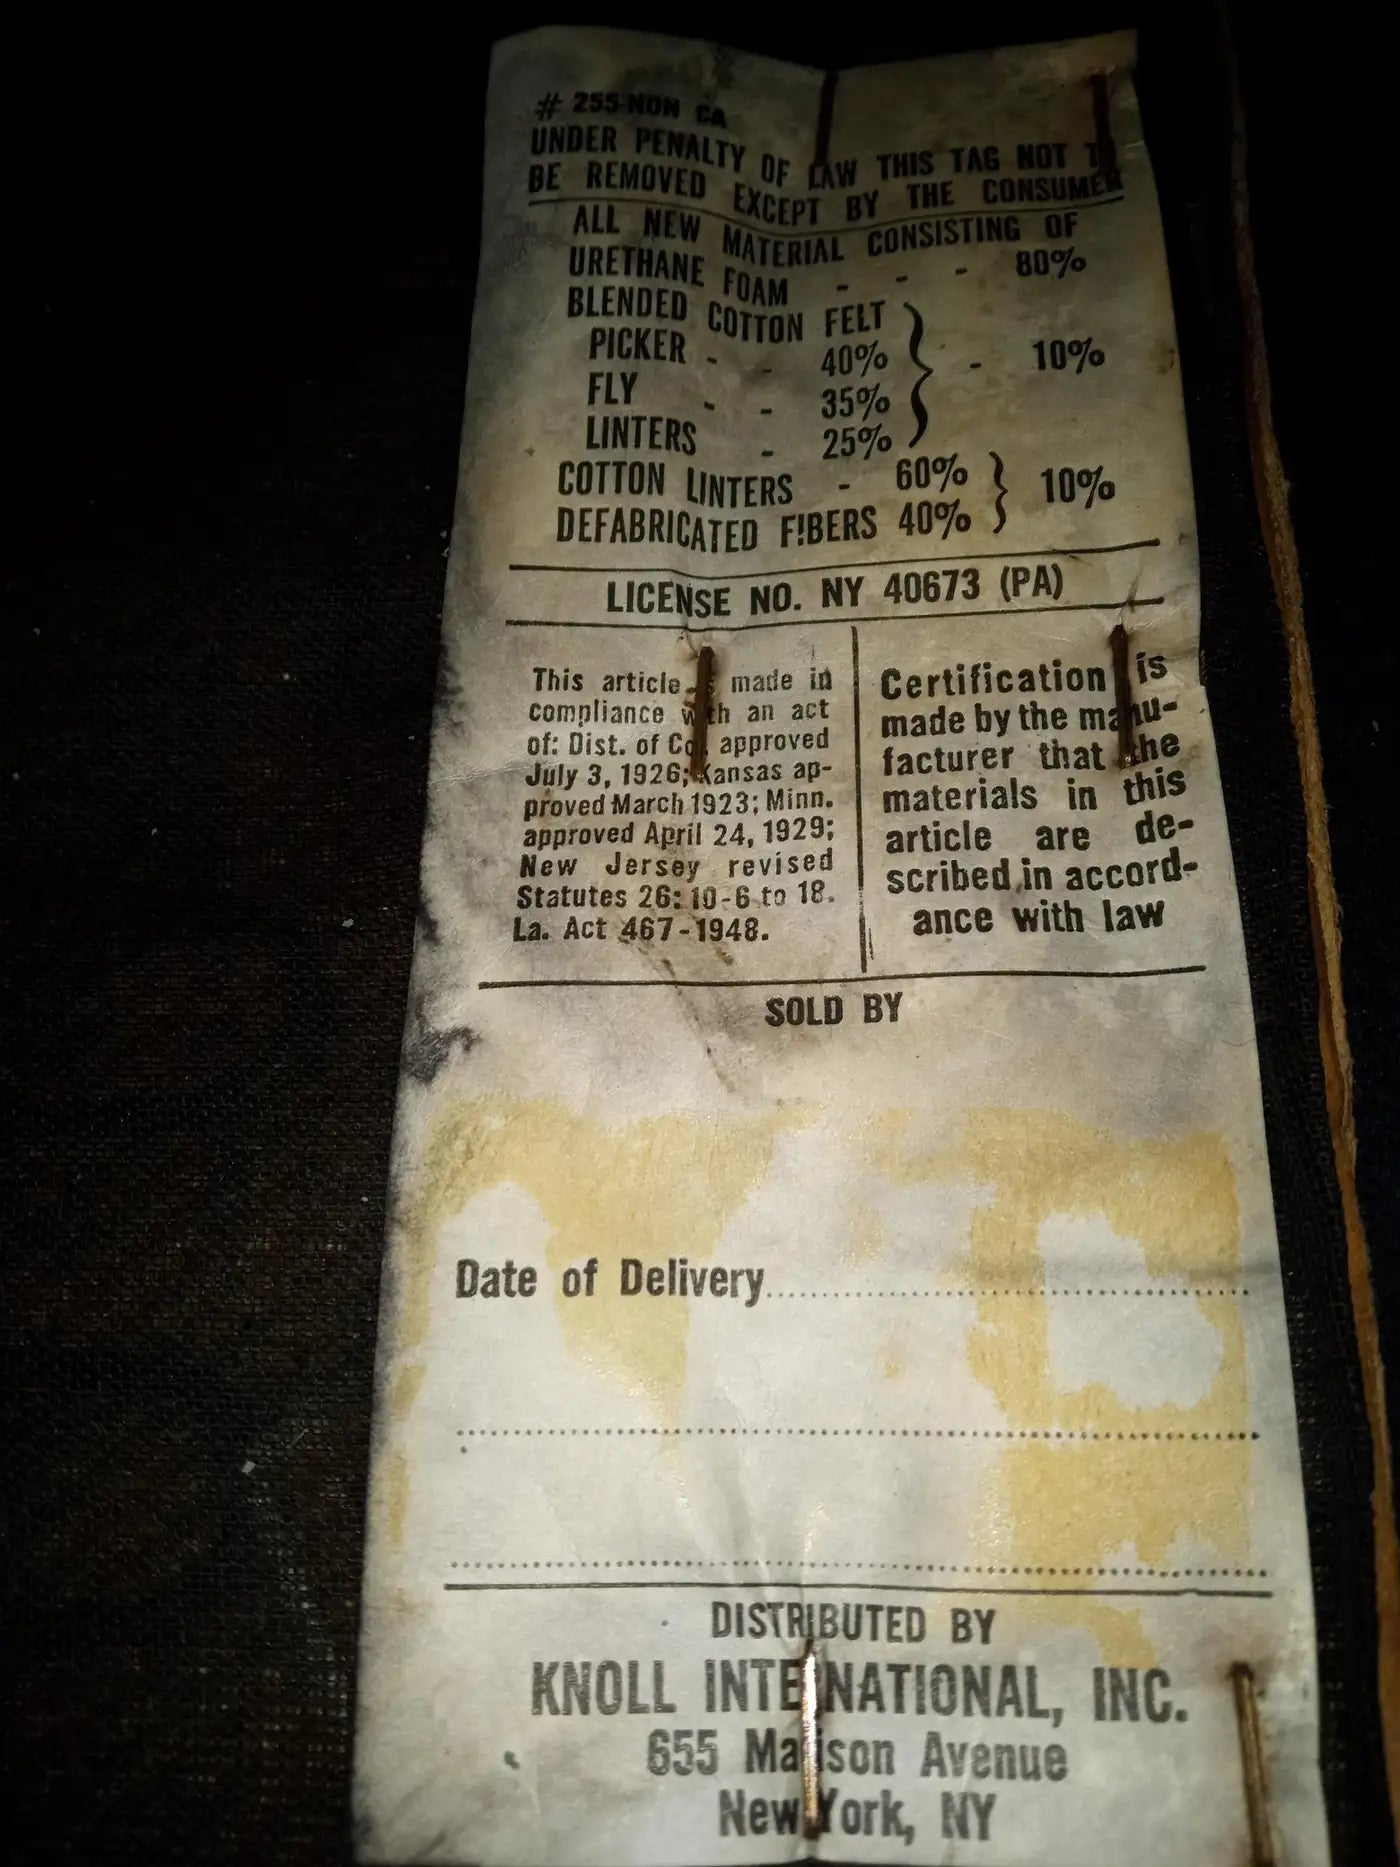 # 255-NDN CA
UNDER PENALTY OF LAW THIS TAG NOT TO
BE REMOVED EXCEPT BY THE CONSUMER
ALL NEW MATERIAL CONSISTING OF
URETHANE FOAM - - - 80%
BLENDED COTTON FELT
PICKER - - 40% } - 10%
FLY - - 35%
LINTERS - 25%
COTTON LINTERS - 60% } 10%
DEFABRICATED F!BERS 40%
LICENSE NO. NY 40673 (PA)
This article is made in
compliance with an act
of: Dist. of Col. approved
July 3, 1926; Kansas ap-
proved March 1923; Minn.
approved April 24, 1929;
New Jersey revised
Statutes 26: 10-6 to 18.
La. Act 467-1948.
Certification is
made by the manu-
facturer that the
materials in this
article are de-
scribed in accord-
ance with law
SOLD BY
Date of Delivery
DISTRIBUTED BY
KNOLL INTERNATIONAL, INC.
655 Madison Avenue
New York, NY